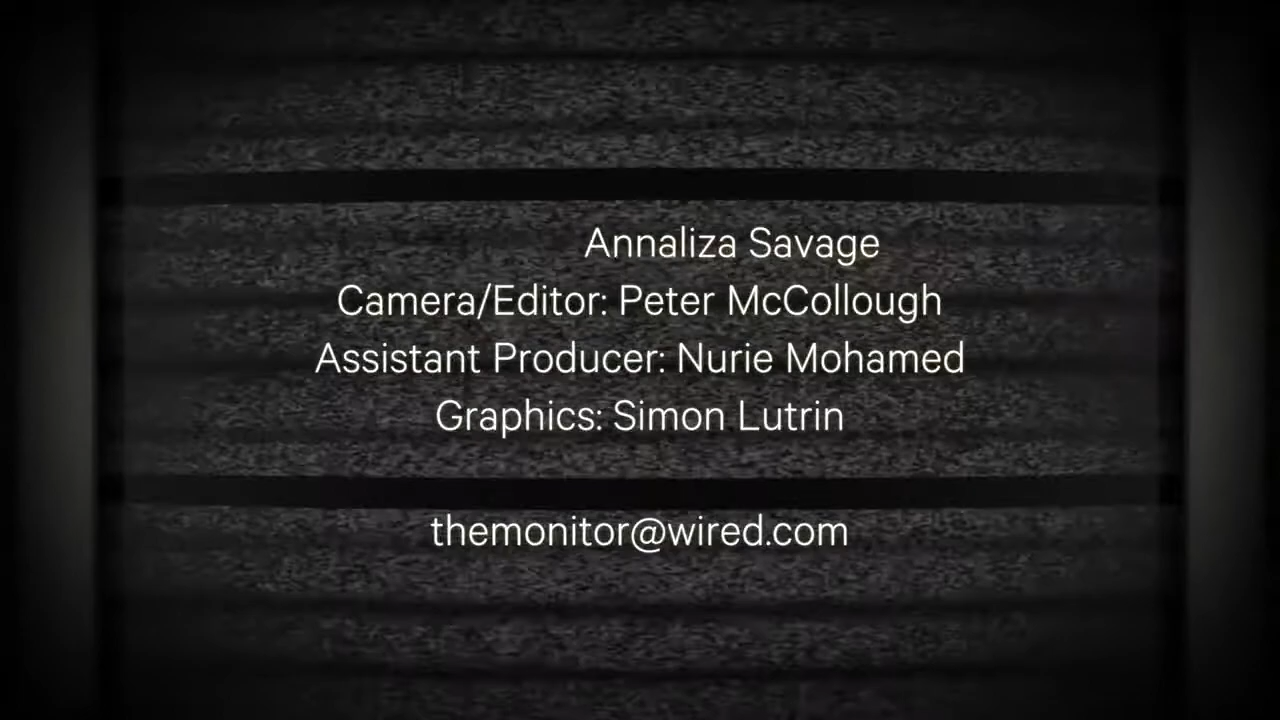 Annaliza Savage
Camera/Editor: Peter McCollough
Assistant Producer: Nurie Mohamed
Graphics: Simon Lutrin
themonitor@wired.com